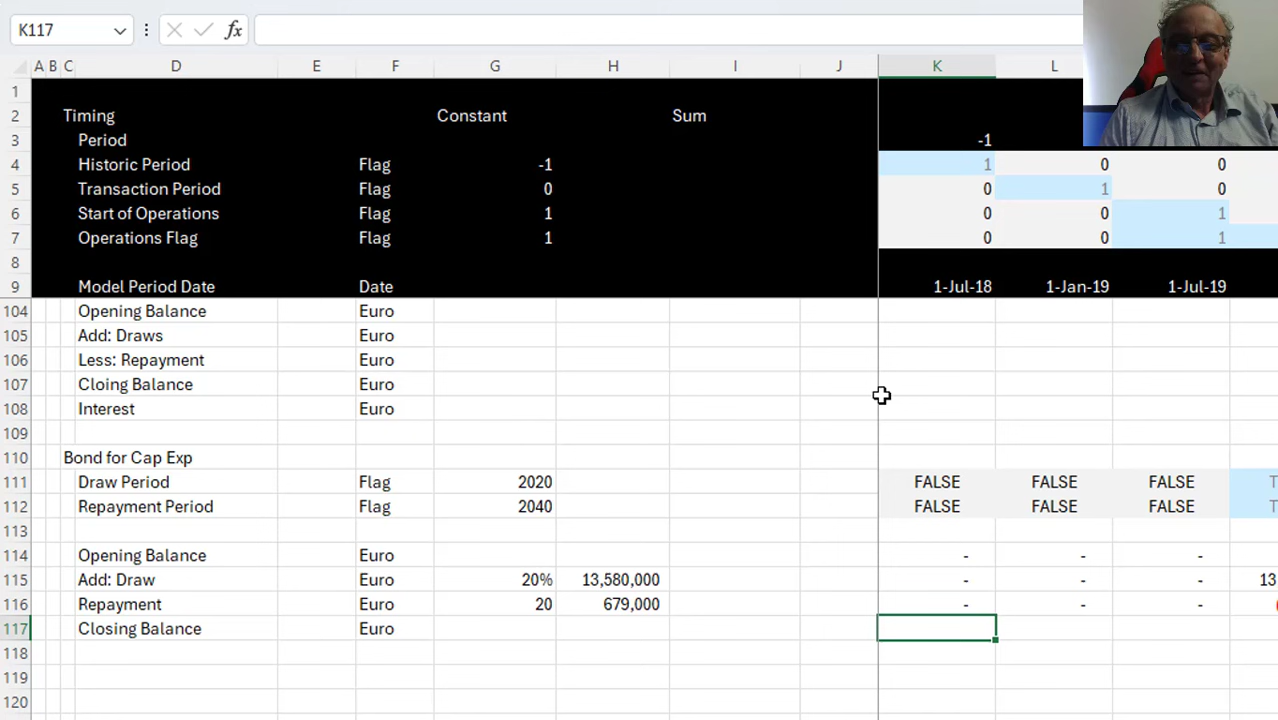 K117 fx
A B C D E F G H I J K L
1
2 Timing Constant Sum
3 Period -1
4 Historic Period Flag -1 1 0 0
5 Transaction Period Flag 0 0 1 0
6 Start of Operations Flag 1 0 0 1
7 Operations Flag Flag 1 0 0 1
8
9 Model Period Date Date 1-Jul-18 1-Jan-19 1-Jul-19
104 Opening Balance Euro
105 Add: Draws Euro
106 Less: Repayment Euro
107 Cloing Balance Euro
108 Interest Euro
109
110 Bond for Cap Exp
111 Draw Period Flag 2020 FALSE FALSE FALSE T
112 Repayment Period Flag 2040 FALSE FALSE FALSE T
113
114 Opening Balance Euro - - -
115 Add: Draw Euro 20% 13,580,000 - - - 13
116 Repayment Euro 20 679,000 - - - (
117 Closing Balance Euro
118
119
120